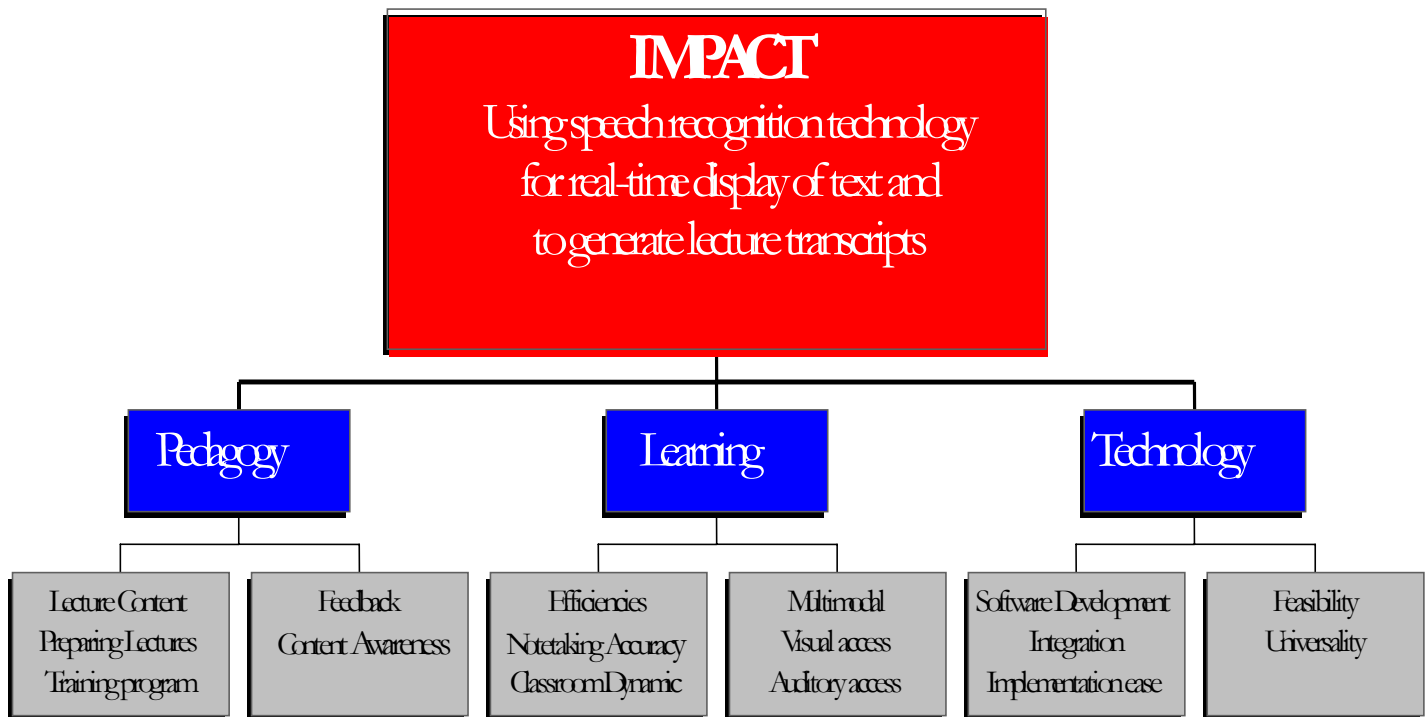 IMPACT
Using speech recognition technology
for real-time display of text and
to generate lecture transcripts
Pedagogy
Learning
Technology
Lecture Content
Preparing Lectures
Training program
Feedback
Content Awareness
Efficiencies
Notetaking Accuracy
Classroom Dynamic
Multimodal
Visual access
Auditory access
Software Development
Integration
Implementation ease
Feasibility
Universality